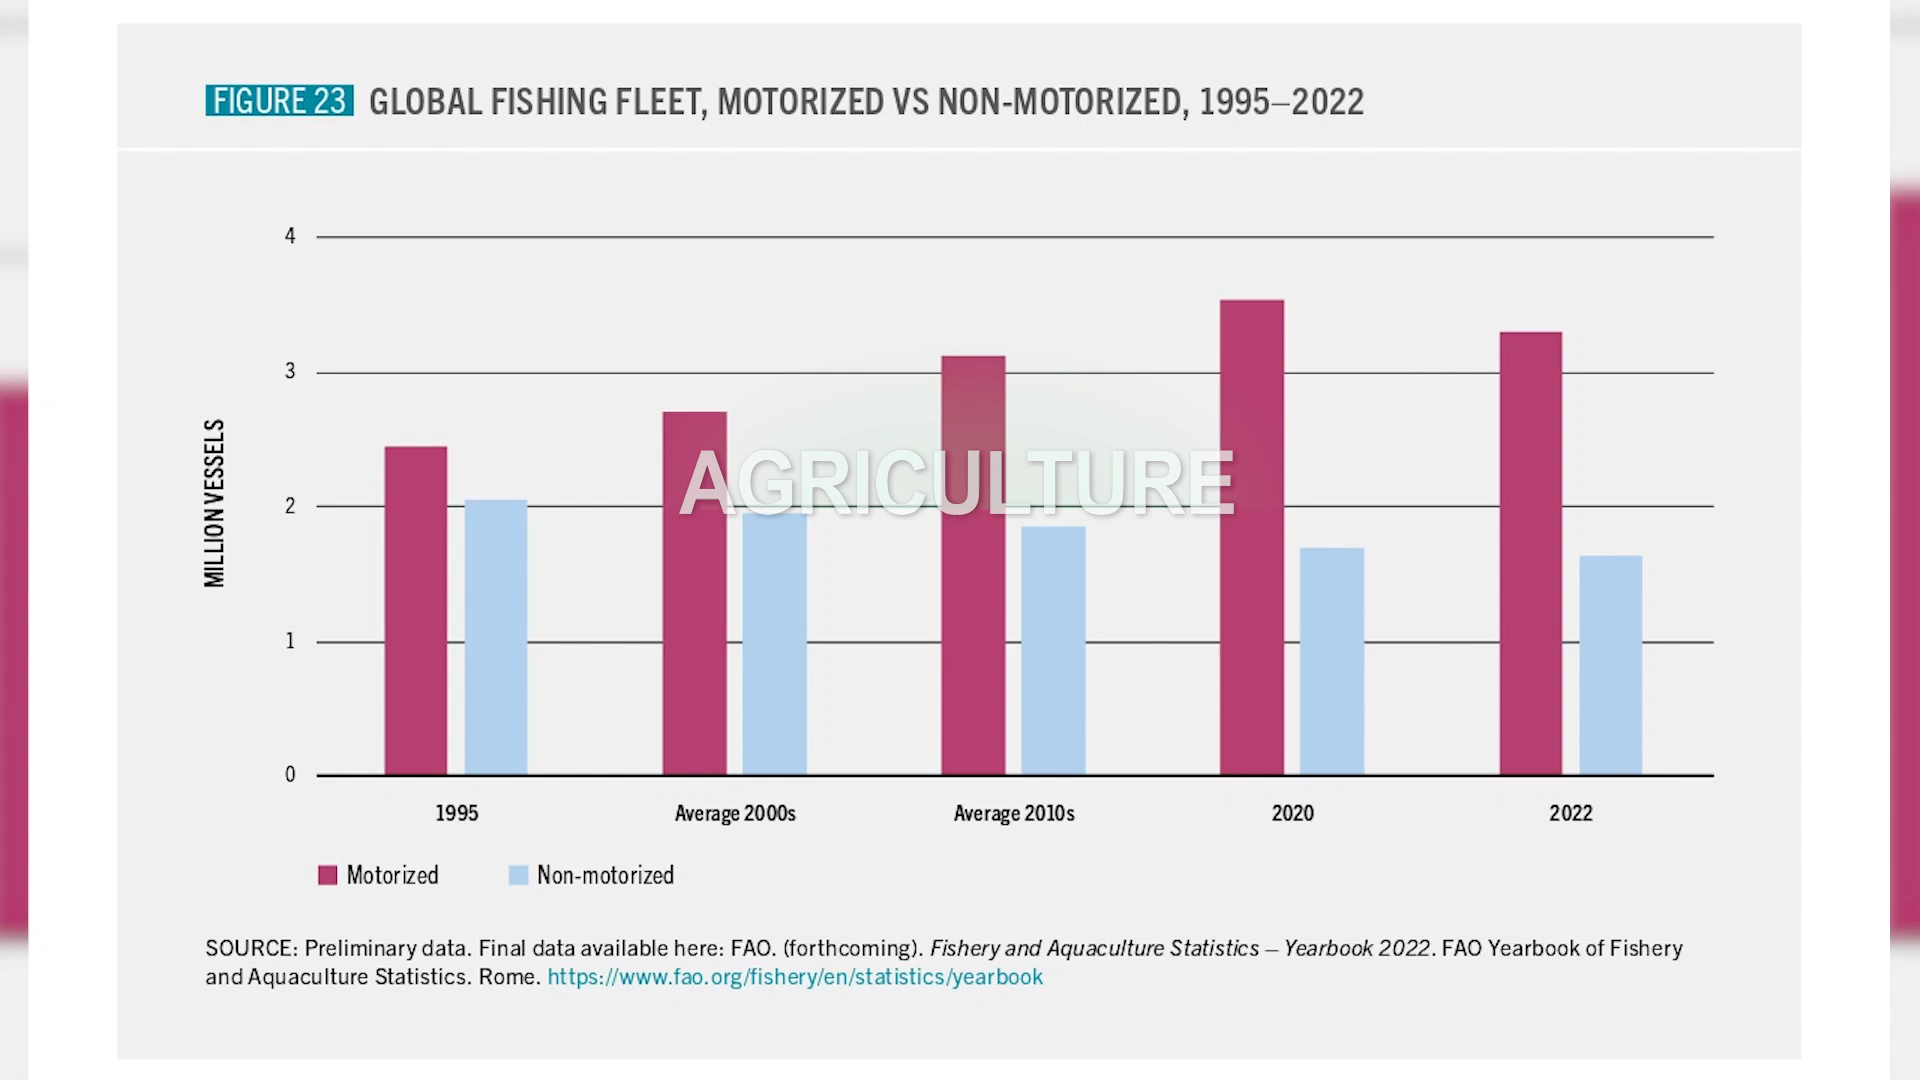 FIGURE 23 GLOBAL FISHING FLEET, MOTORIZED VS NON-MOTORIZED, 1995–2022
4
3
AGRICULTURE
2
1
0
MILLION VESSELS
1995 Average 2000s Average 2010s 2020 2022
Motorized Non-motorized
SOURCE: Preliminary data. Final data available here: FAO. (forthcoming). Fishery and Aquaculture Statistics – Yearbook 2022. FAO Yearbook of Fishery
and Aquaculture Statistics. Rome. https://www.fao.org/fishery/en/statistics/yearbook